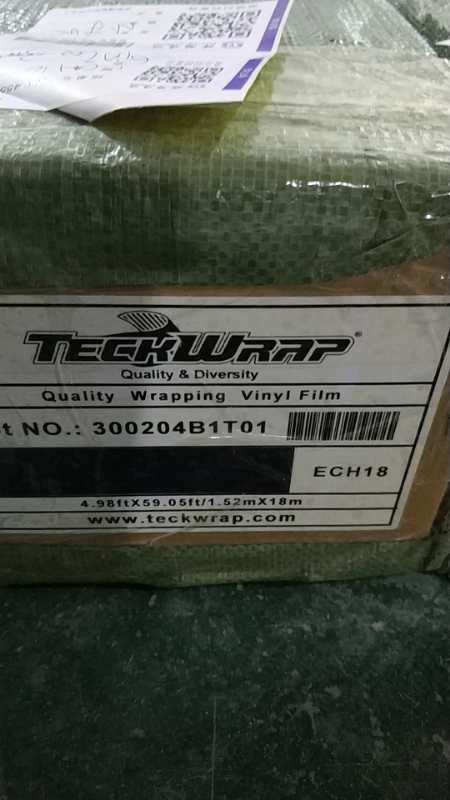 TECKWRAP®
Quality & Diversity
Quality Wrapping Vinyl Film
t NO.: 300204B1T01
ECH18
4.98ftX59.05ft/1.52mX18m
www.teckwrap.com